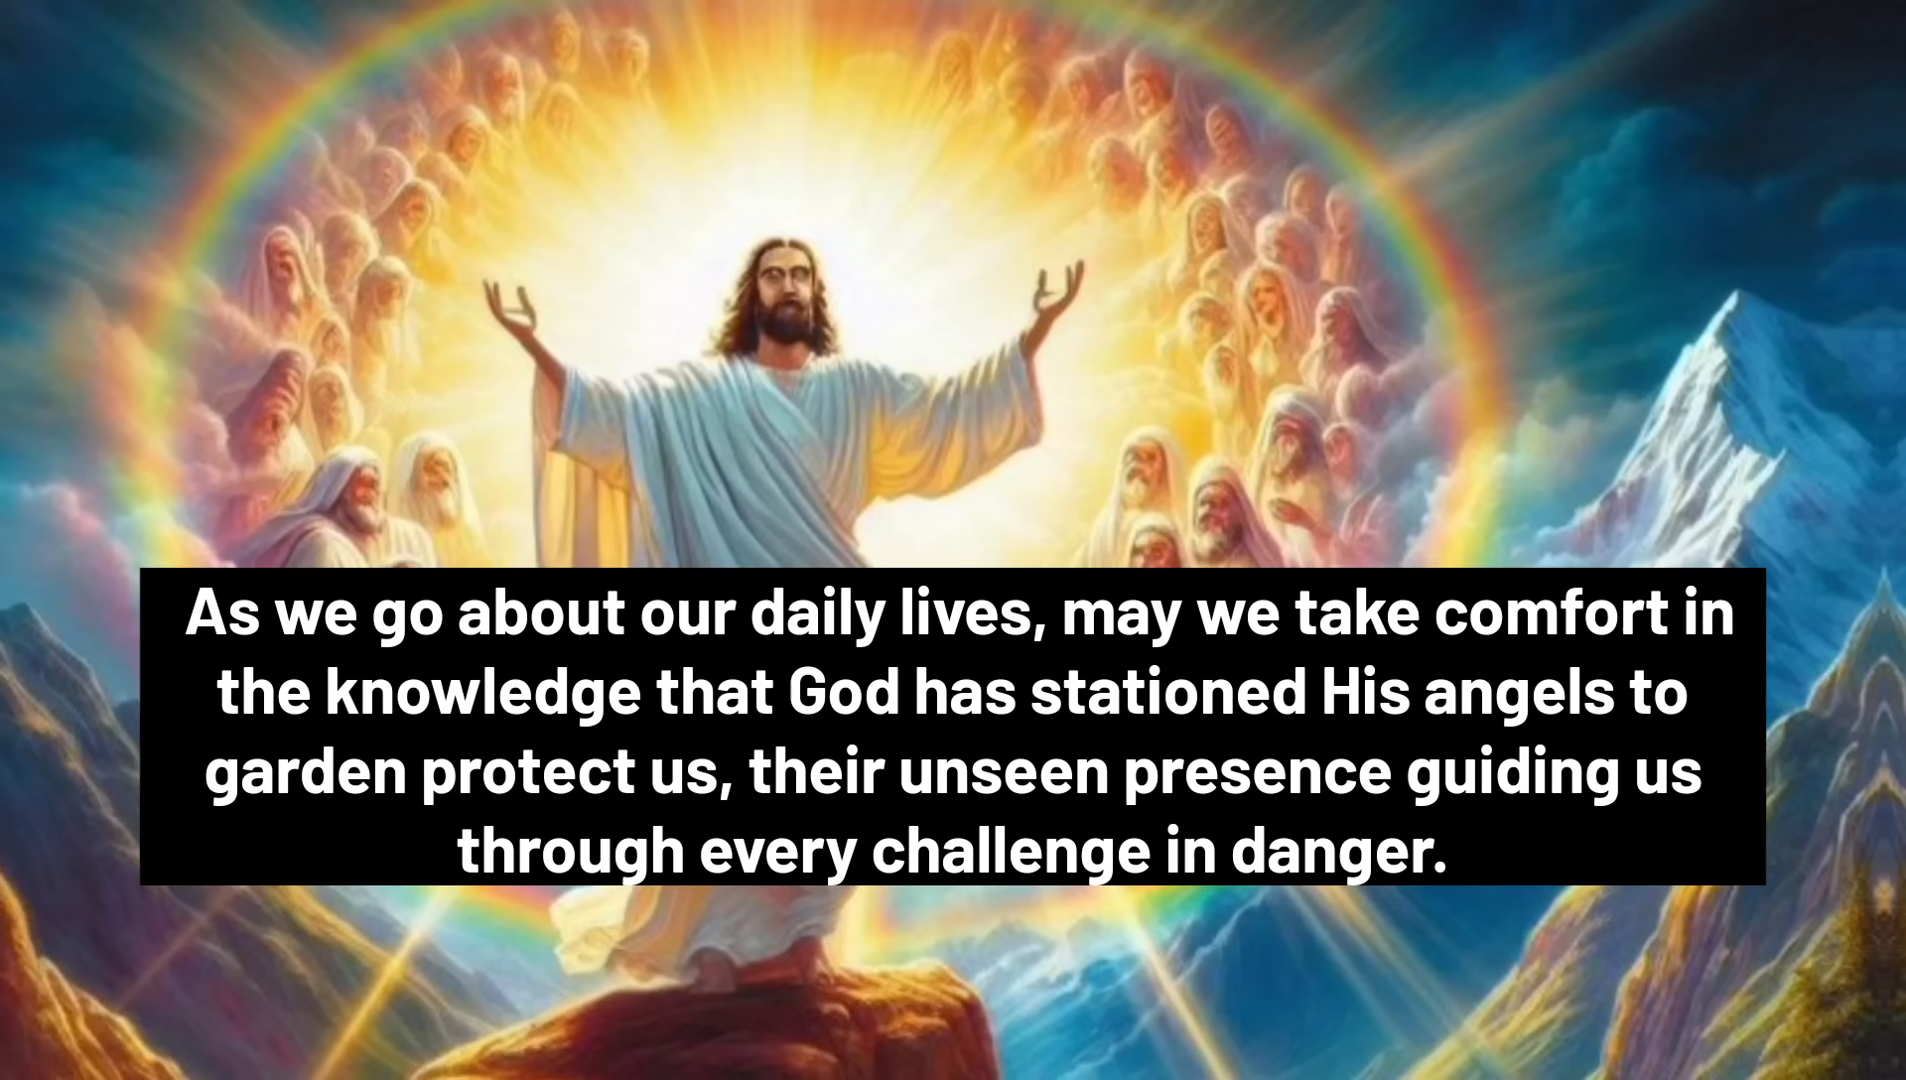 As we go about our daily lives, may we take comfort in
the knowledge that God has stationed His angels to
garden protect us, their unseen presence guiding us
through every challenge in danger.